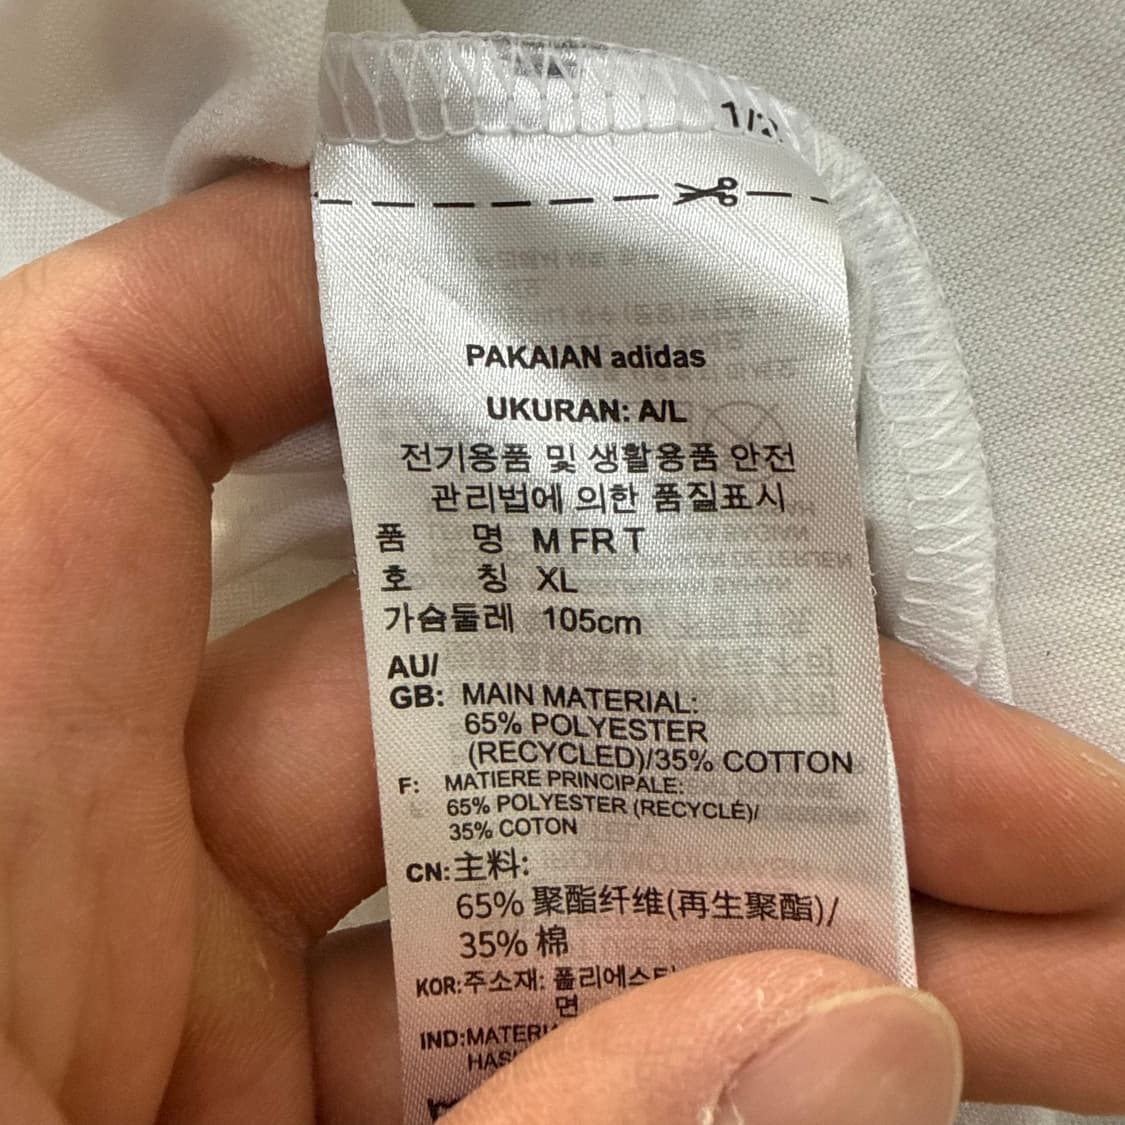 1/2
PAKAIAN adidas
UKURAN: A/L
전기용품 및 생활용품 안전
관리법에 의한 품질표시
품 명 M FR T
호 칭 XL
가슴둘레 105cm
AU/
GB: MAIN MATERIAL:
65% POLYESTER
(RECYCLED)/35% COTTON
F: MATIERE PRINCIPALE:
65% POLYESTER (RECYCLÉ)/
35% COTON
CN:主料:
65% 聚酯纤维(再生聚酯)/
35% 棉
KOR:주소재:
면